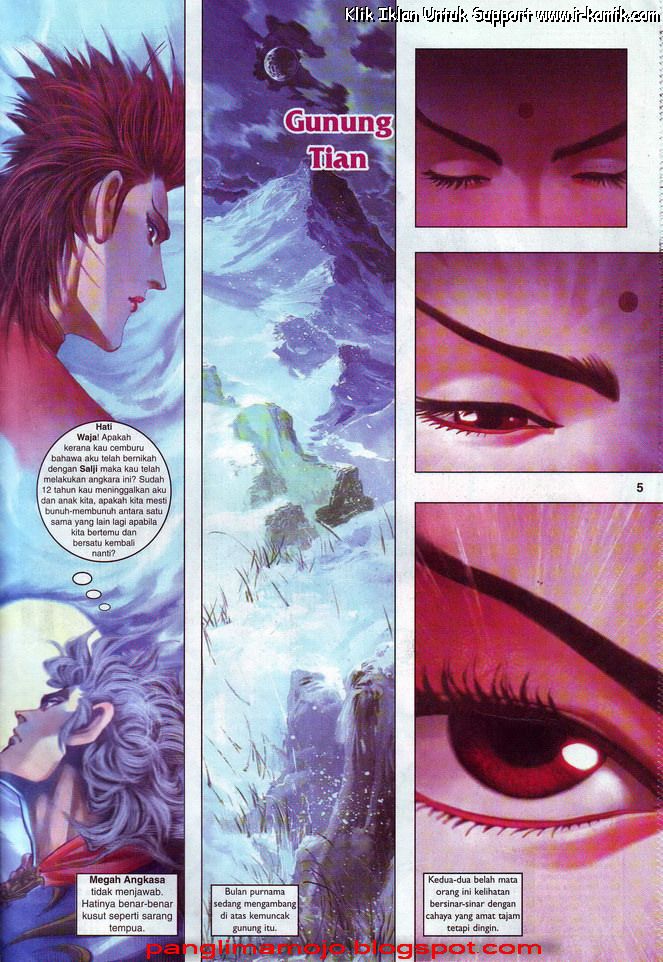 Klik Iklan Untuk Support www.ir-komik.com
Gunung
Tian
Hati
Waja! Apakah
kerana kau cemburu
bahawa aku telah bernikah
dengan Salji maka kau telah
melakukan angkara ini? Sudah
12 tahun kau meninggalkan aku
dan anak kita, apakah kita mesti
bunuh-membunuh antara satu
sama yang lain lagi apabila
kita bertemu dan
bersatu kembali
nanti?
Megah Angkasa
tidak menjawab.
Hatinya benar-benar
kusut seperti sarang
tempua.
Bulan purnama
sedang mengambang
di atas kemuncak
gunung itu.
5
Kedua-dua belah mata
orang ini kelihatan
bersinar-sinar dengan
cahaya yang amat tajam
tetapi dingin.
panglimamojo.blogspot.com